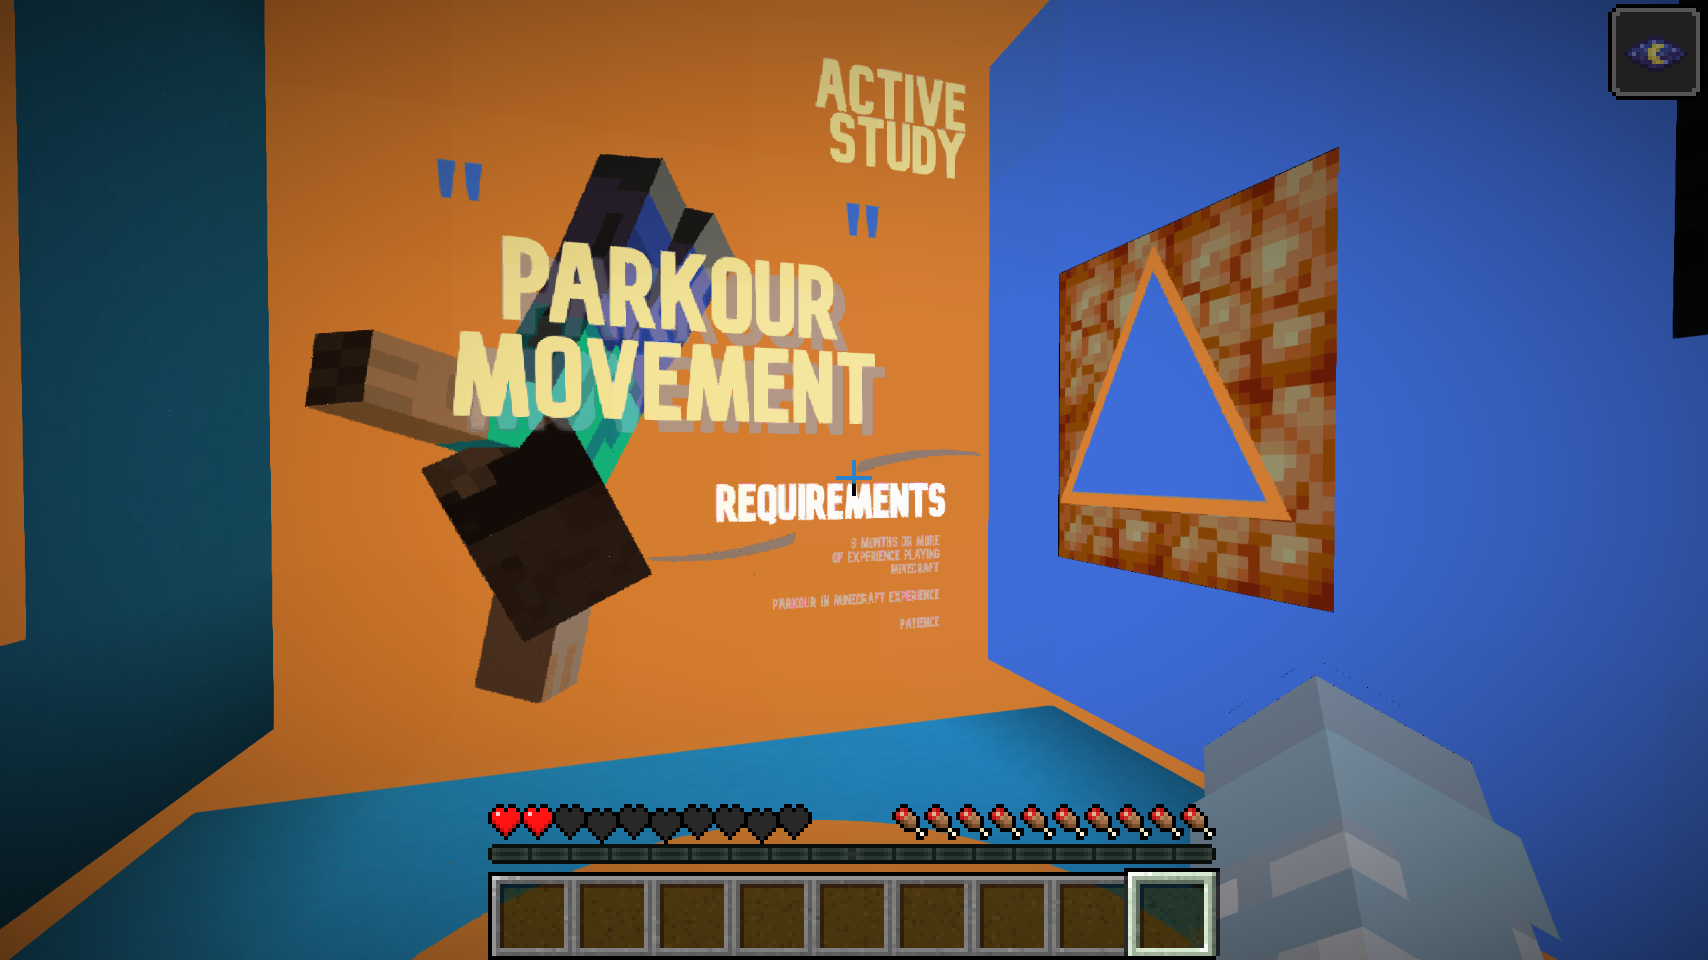 ACTIVE
STUDY
" "
PARKOUR
MOVEMENT
REQUIREMENTS
6 MONTHS OR MORE
OF EXPERIENCE PLAYING
MINECRAFT
PARKOUR IN MINECRAFT EXPERIENCE
PATIENCE